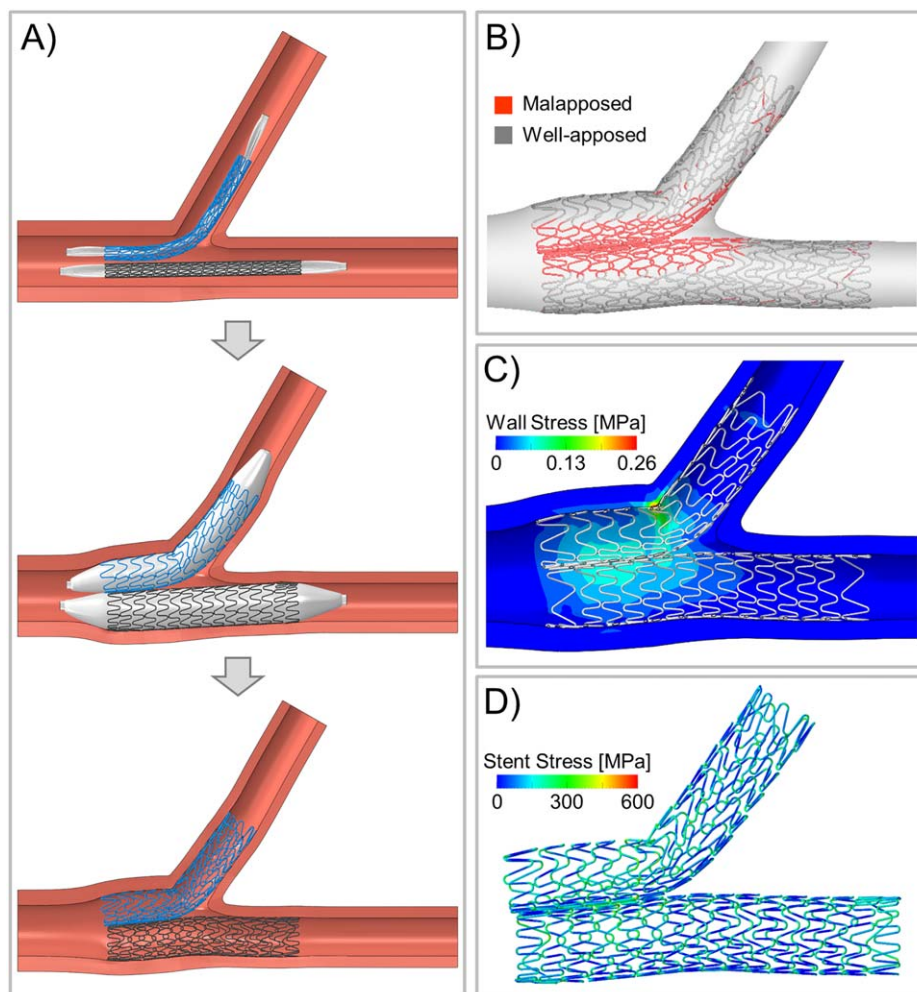 A)
B)
Malapposed
Well-apposed
C)
Wall Stress [MPa]
0 0.13 0.26
D)
Stent Stress [MPa]
0 300 600